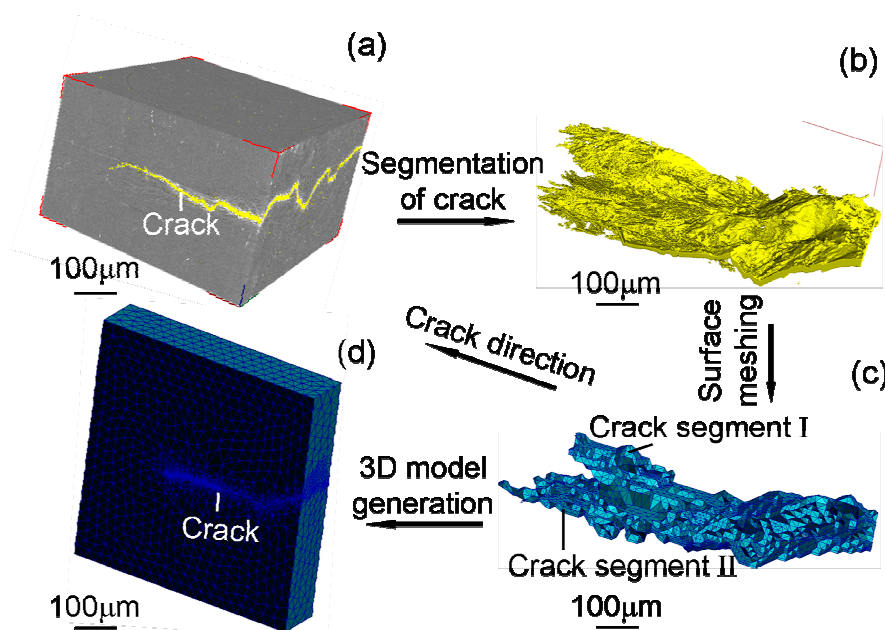 (a)
Crack
100μm
Segmentation
of crack
(b)
100μm
Surface
meshing
(c)
Crack direction
Crack segment I
Crack segment II
100μm
3D model
generation
(d)
Crack
100μm